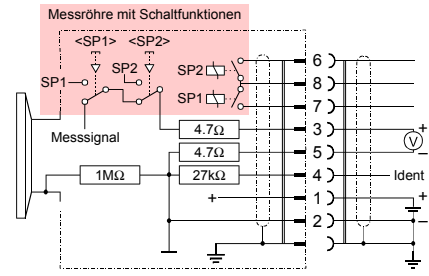 Messröhre mit Schaltfunktionen
<SP1> <SP2>
SP1 SP2
SP2
SP1
Messsignal
4.7Ω
4.7Ω
1MΩ 27kΩ
+
6
8
7
3
5
4
1
2
+
V
–
Ident
+
–